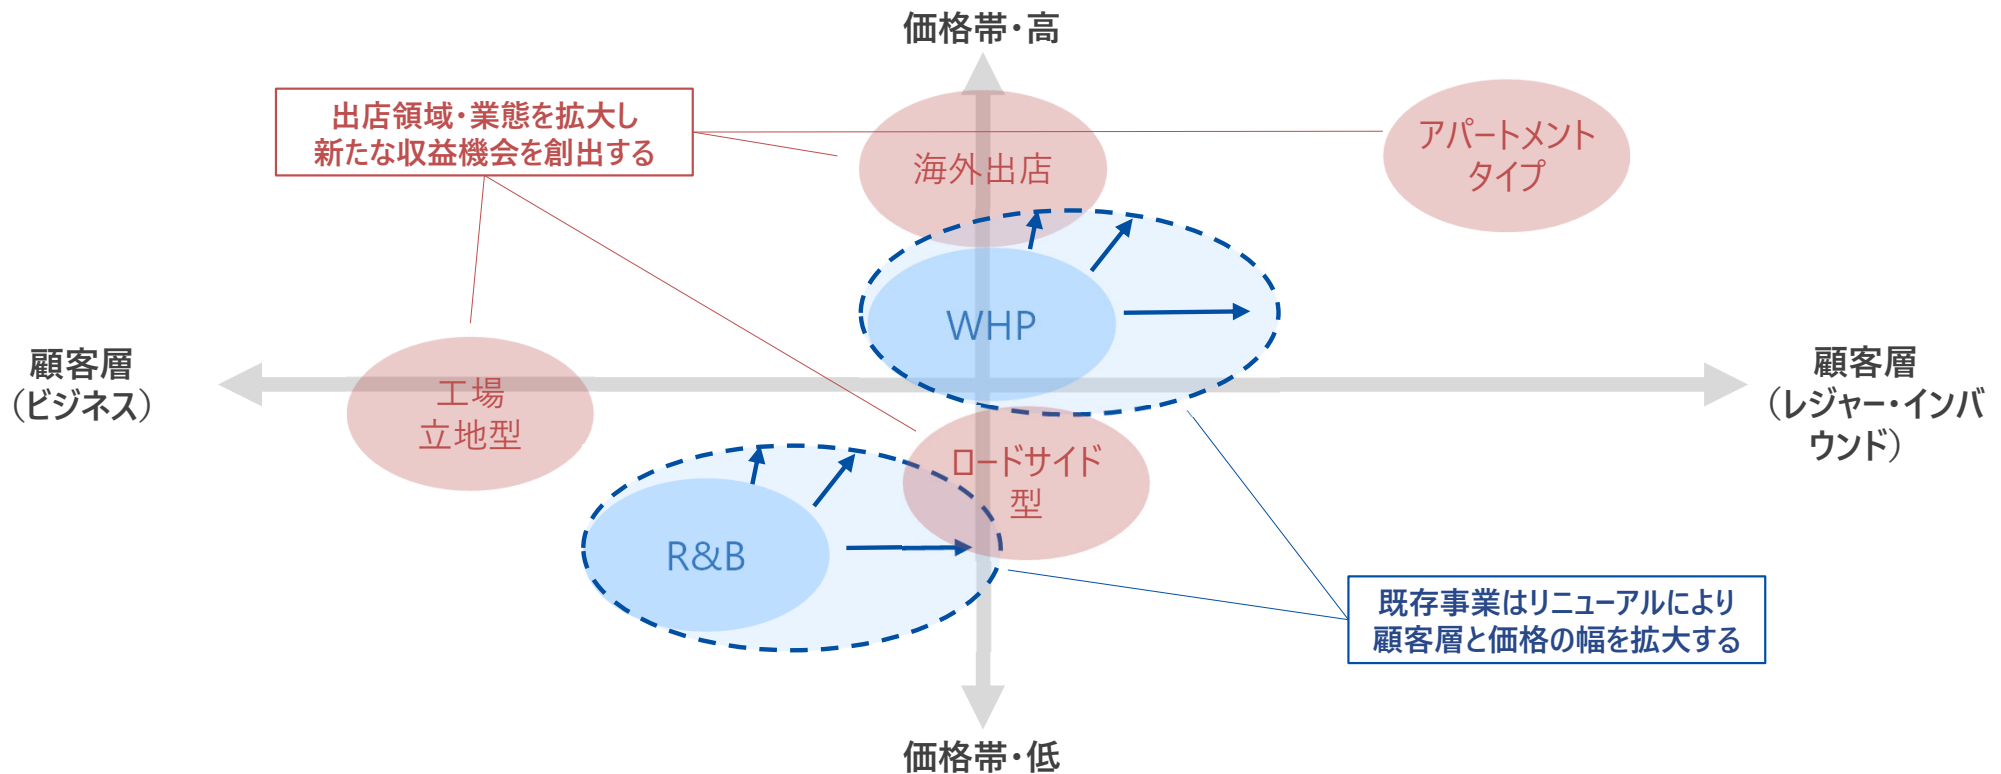 価格帯・高
出店領域・業態を拡大し
新たな収益機会を創出する
海外出店
アパートメント
タイプ
WHP
顧客層
（ビジネス）
工場
立地型
顧客層
（レジャー・インバ
ウンド）
ロードサイド
型
R&B
既存事業はリニューアルにより
顧客層と価格の幅を拡大する
価格帯・低